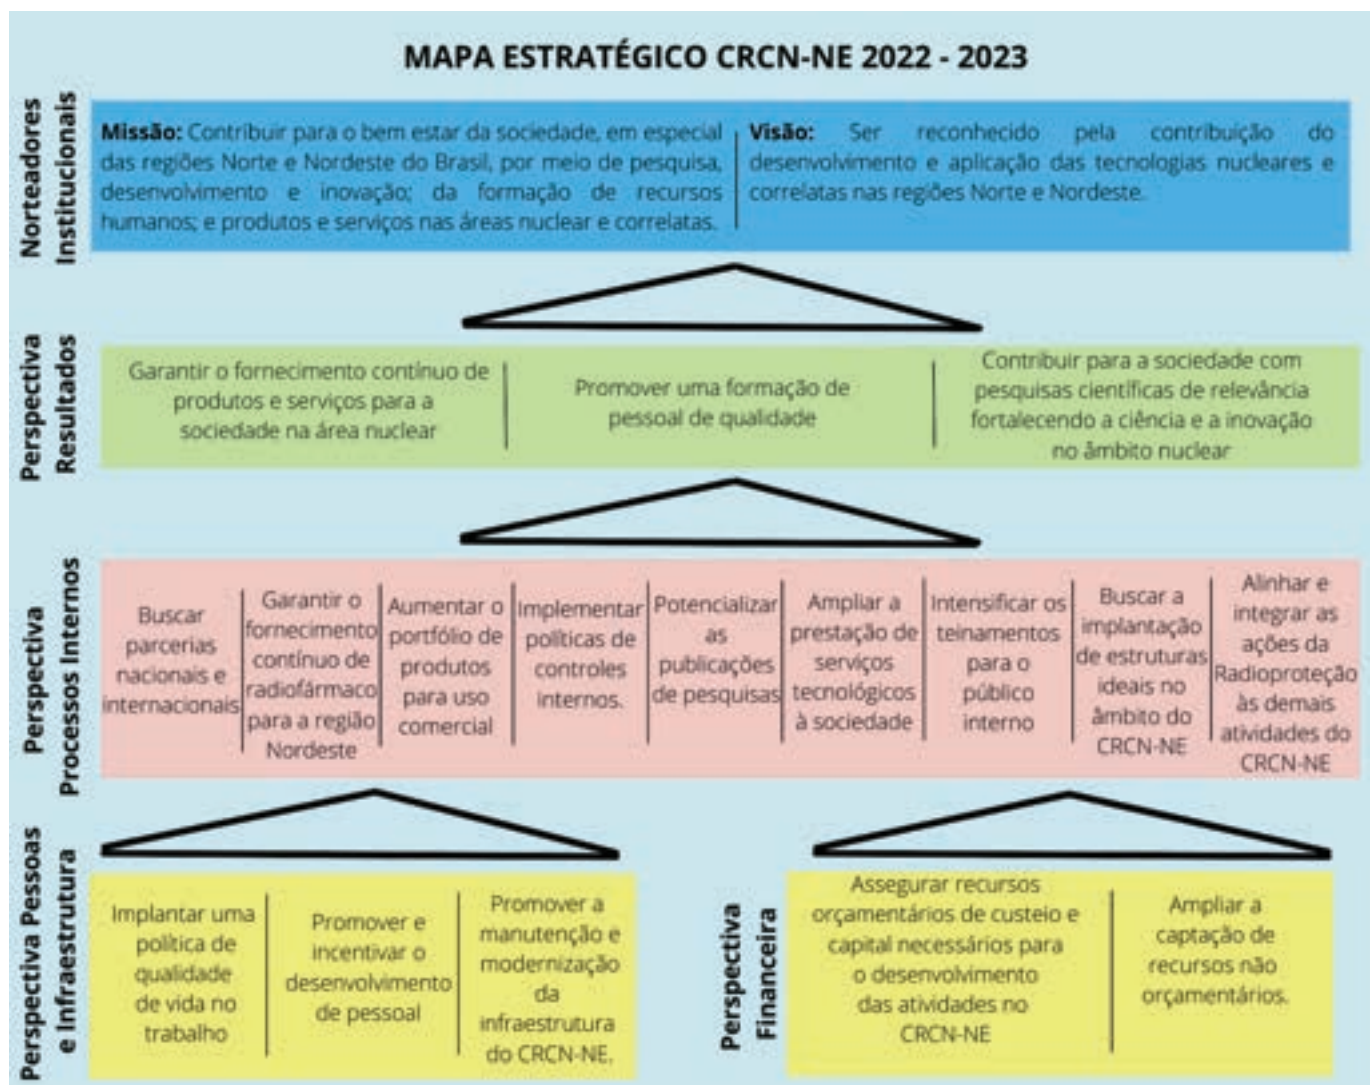 MAPA ESTRATÉGICO CRCN-NE 2022 - 2023
Norteadores
Institucionais
Missão: Contribuir para o bem estar da sociedade, em especial
das regiões Norte e Nordeste do Brasil, por meio de pesquisa,
desenvolvimento e inovação; da formação de recursos
humanos; e produtos e serviços nas áreas nuclear e correlatas.
Visão: Ser reconhecido pela contribuição do
desenvolvimento e aplicação das tecnologias nucleares e
correlatas nas regiões Norte e Nordeste.
Perspectiva
Resultados
Garantir o fornecimento contínuo de
produtos e serviços para a
sociedade na área nuclear
Promover uma formação de
pessoal de qualidade
Contribuir para a sociedade com
pesquisas científicas de relevância
fortalecendo a ciência e a inovação
no âmbito nuclear
Perspectiva
Processos Internos
Buscar
parcerias
nacionais e
internacionais
Garantir o
fornecimento
contínuo de
radiofármaco
para a região
Nordeste
Aumentar o
portfólio de
produtos
para uso
comercial
Implementar
políticas de
controles
internos.
Potencializar
as
publicações
de pesquisas
Ampliar a
prestação de
serviços
tecnológicos
à sociedade
Intensificar os
teinamentos
para o
público
interno
Buscar a
implantação
de estruturas
ideais no
âmbito do
CRCN-NE
Alinhar e
integrar as
ações da
Radioproteção
às demais
atividades do
CRCN-NE
Perspectiva Pessoas
e Infraestrutura
Implantar uma
política de
qualidade
de vida no
trabalho
Promover e
incentivar o
desenvolvimento
de pessoal
Promover a
manutenção e
modernização
da
infraestrutura
do CRCN-NE.
Perspectiva
Financeira
Assegurar recursos
orçamentários de custeio e
capital necessários para
o desenvolvimento
das atividades no
CRCN-NE
Ampliar a
captação de
recursos não
orçamentários.